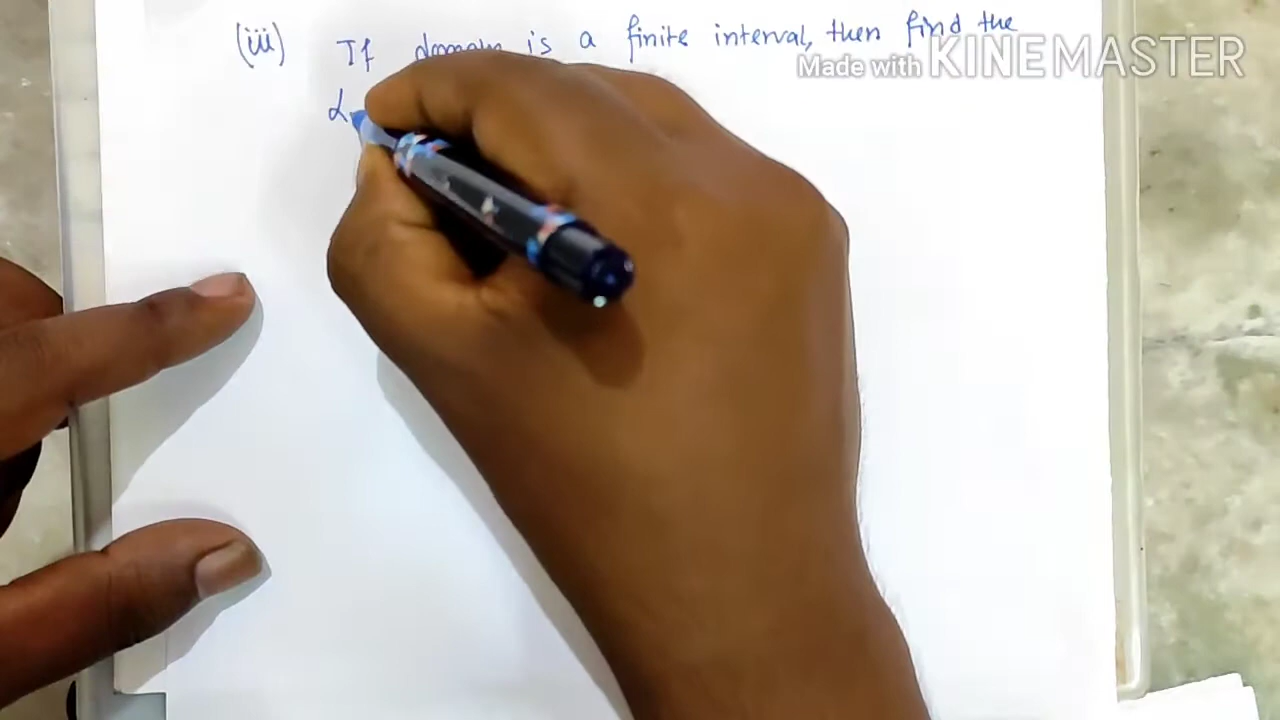 (iii) If domain is a finite interval, then find the
Made with KINEMASTER